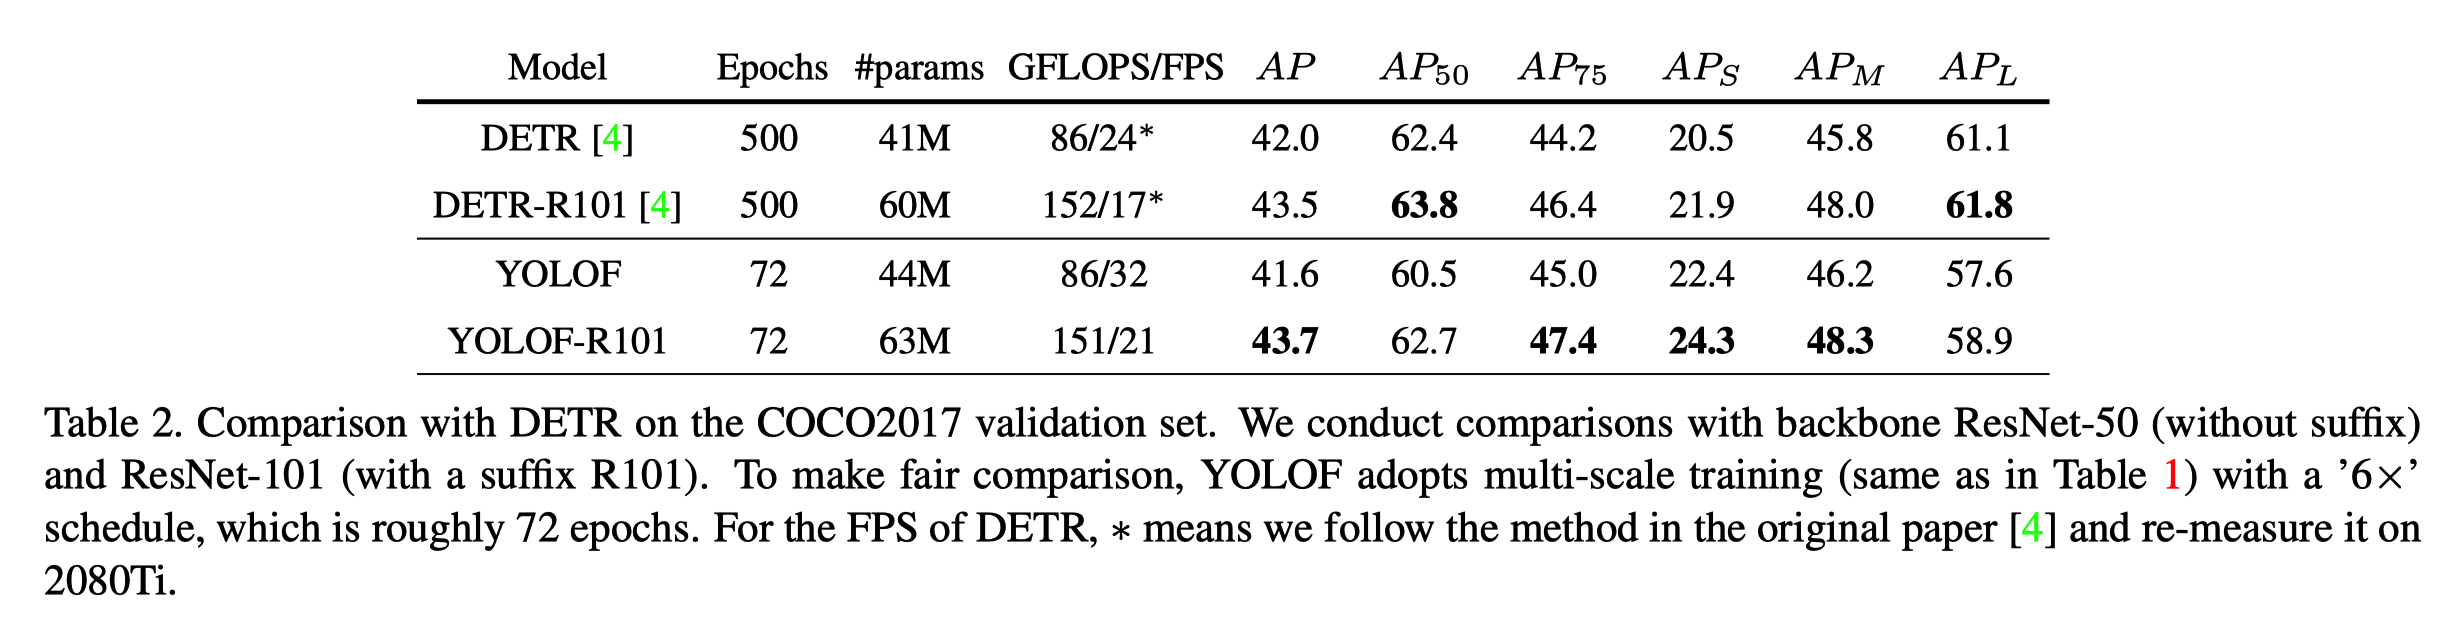 Model Epochs #params GFLOPS/FPS AP AP50 AP75 APS APM APL
DETR [4] 500 41M 86/24* 42.0 62.4 44.2 20.5 45.8 61.1
DETR-R101 [4] 500 60M 152/17* 43.5 63.8 46.4 21.9 48.0 61.8
YOLOF 72 44M 86/32 41.6 60.5 45.0 22.4 46.2 57.6
YOLOF-R101 72 63M 151/21 43.7 62.7 47.4 24.3 48.3 58.9
Table 2. Comparison with DETR on the COCO2017 validation set. We conduct comparisons with backbone ResNet-50 (without suffix)
and ResNet-101 (with a suffix R101). To make fair comparison, YOLOF adopts multi-scale training (same as in Table 1) with a ’6×’
schedule, which is roughly 72 epochs. For the FPS of DETR, ∗ means we follow the method in the original paper [4] and re-measure it on
2080Ti.